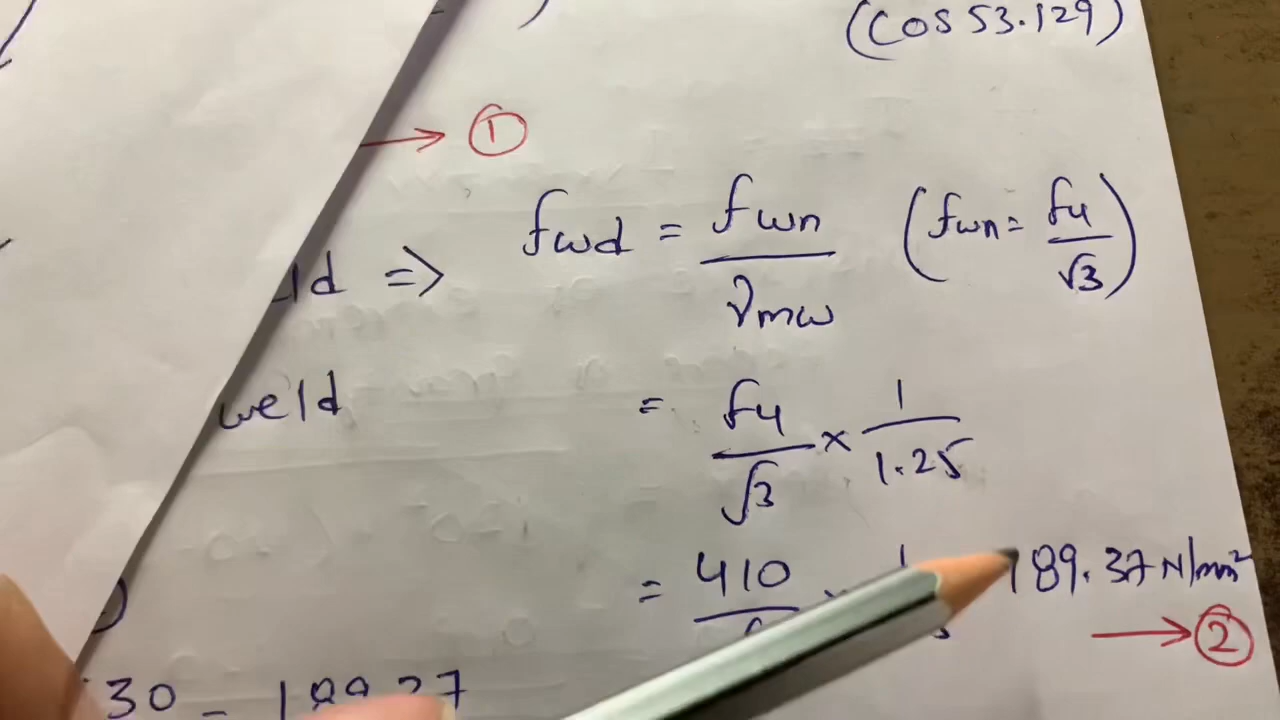 (cos 53.129)
→ ①
fwd = fwn / γmw (fwn = fu / √3)
=>
weld = fu / √3 × 1 / 1.25
= 410 189.37 N/mm²
→ ②
30 = 189.37